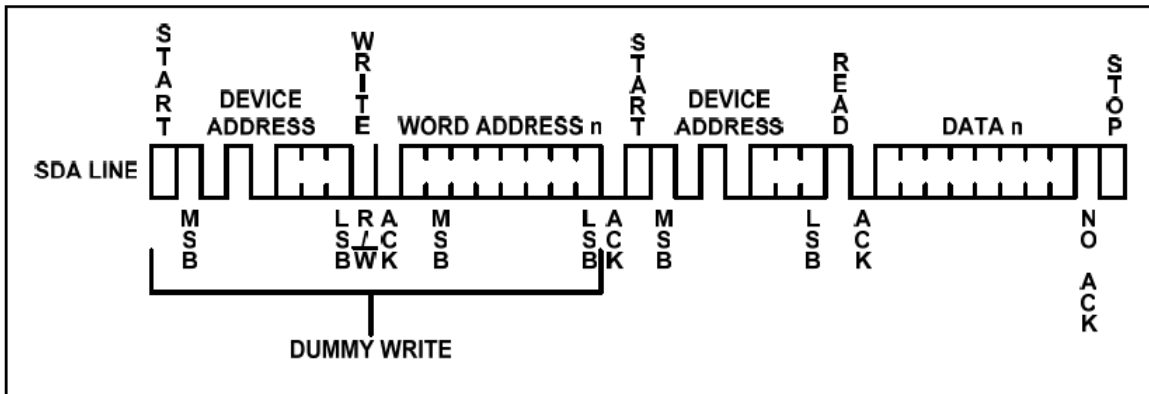 START
WRITE
START
READ
STOP
DEVICE
ADDRESS
WORD ADDRESS n
DEVICE
ADDRESS
DATA n
SDA LINE
MSB
LSB
R/W
ACK
MSB
LSB
ACK
MSB
LSB
ACK
NO ACK
DUMMY WRITE